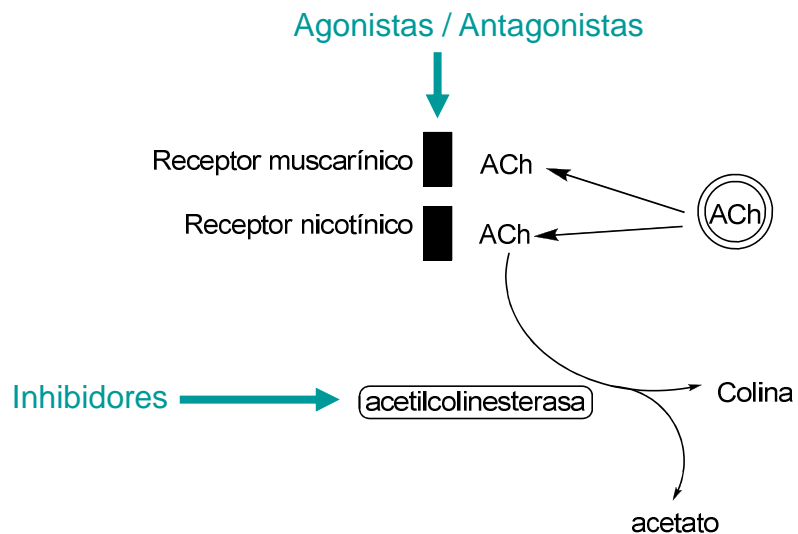 Agonistas / Antagonistas
Receptor muscarínico
ACh
ACh
Receptor nicotínico
ACh
Inhibidores
acetilcolinesterasa
Colina
acetato